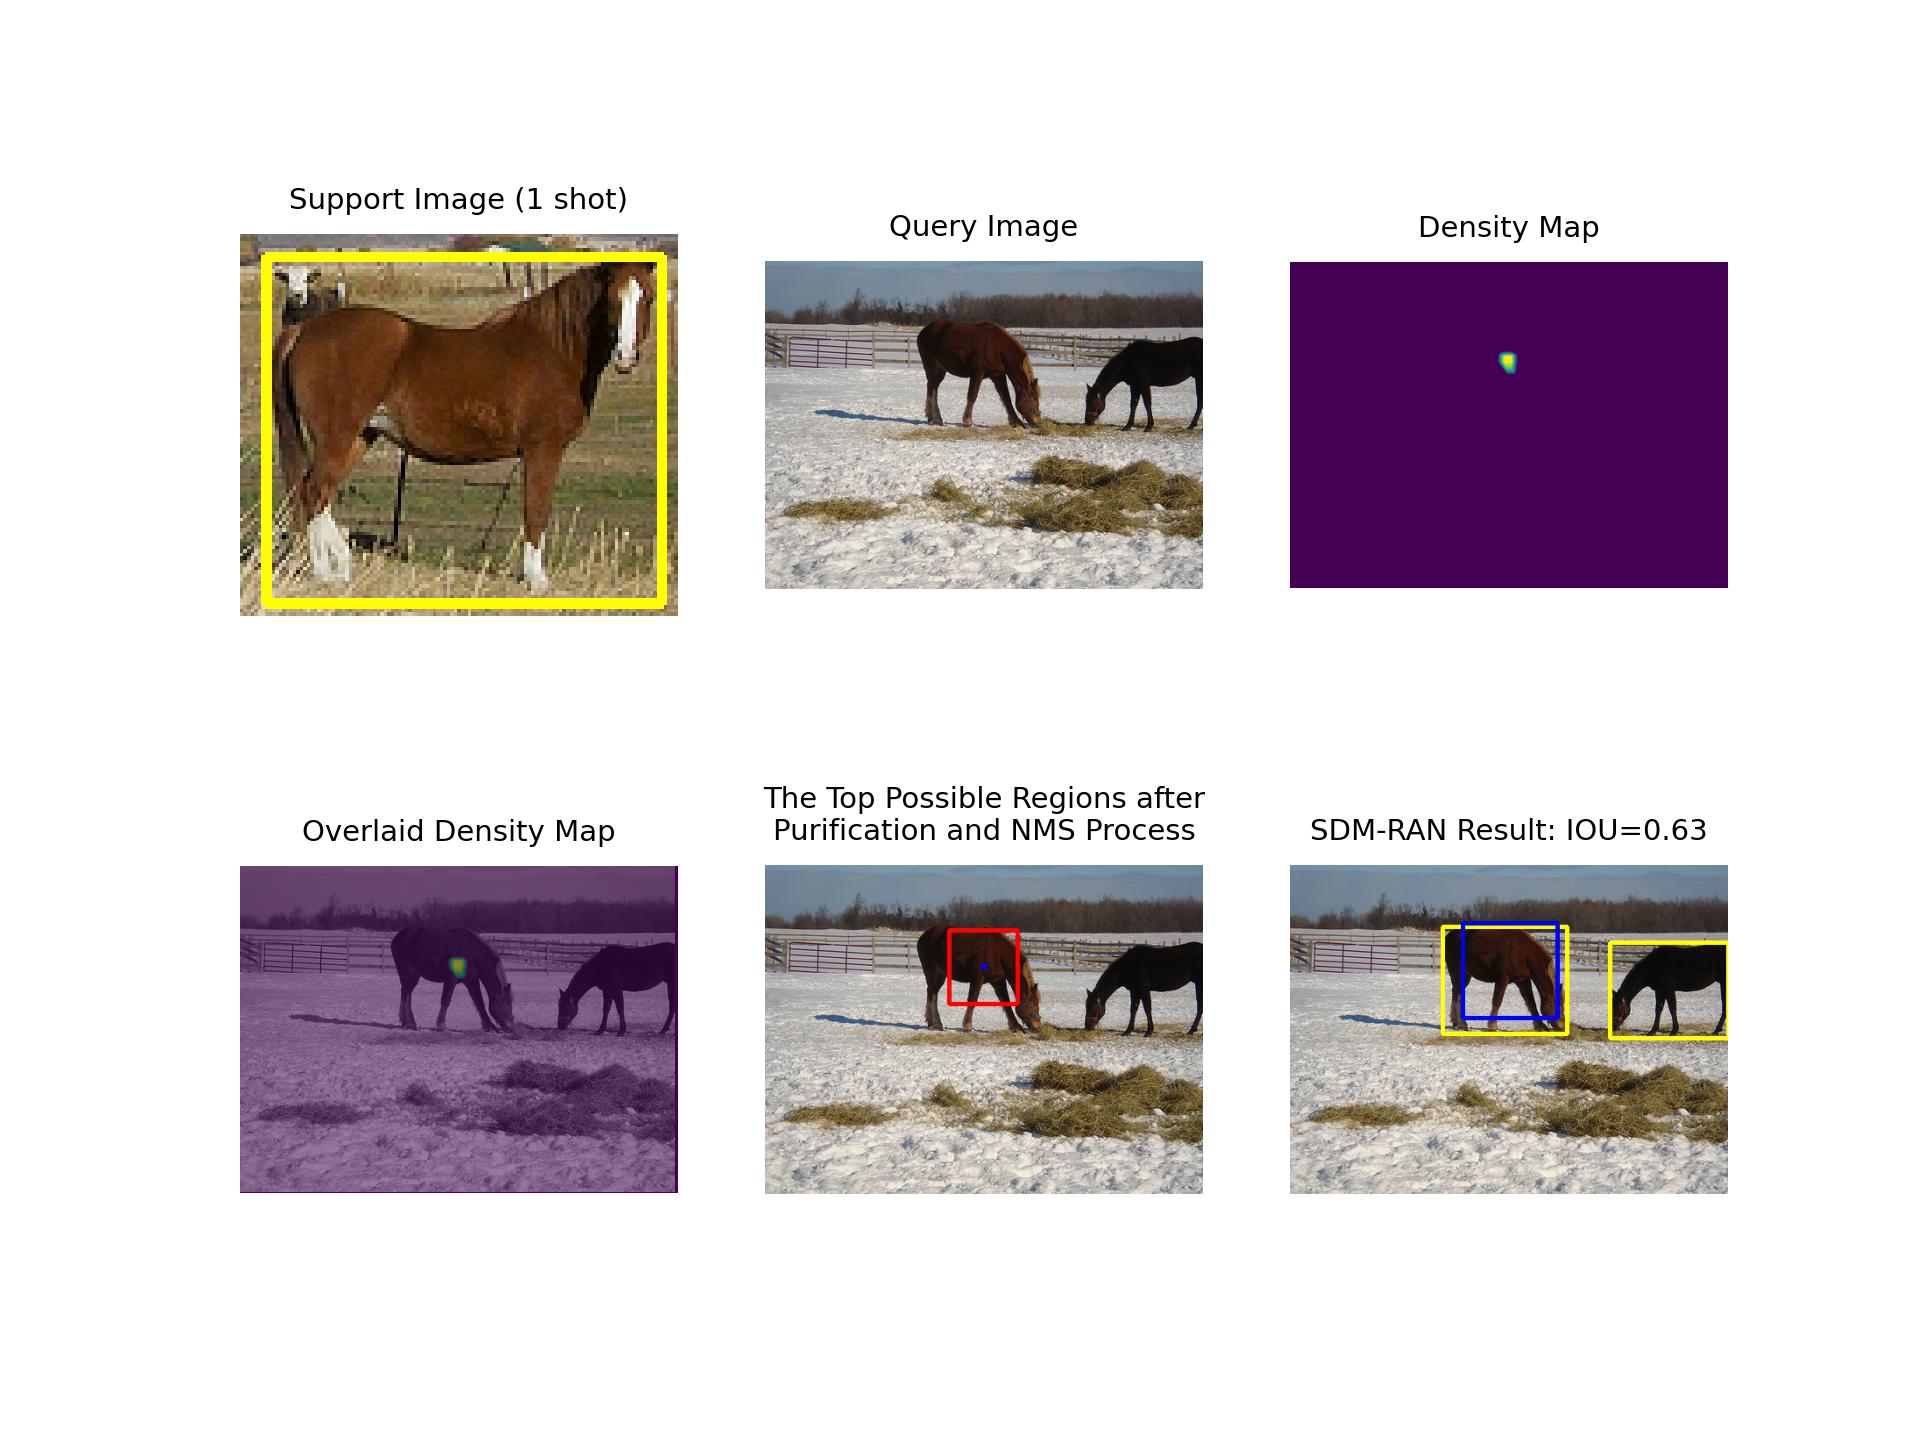 Support Image (1 shot)
Query Image
Density Map
Overlaid Density Map
The Top Possible Regions after
Purification and NMS Process
SDM-RAN Result: IOU=0.63